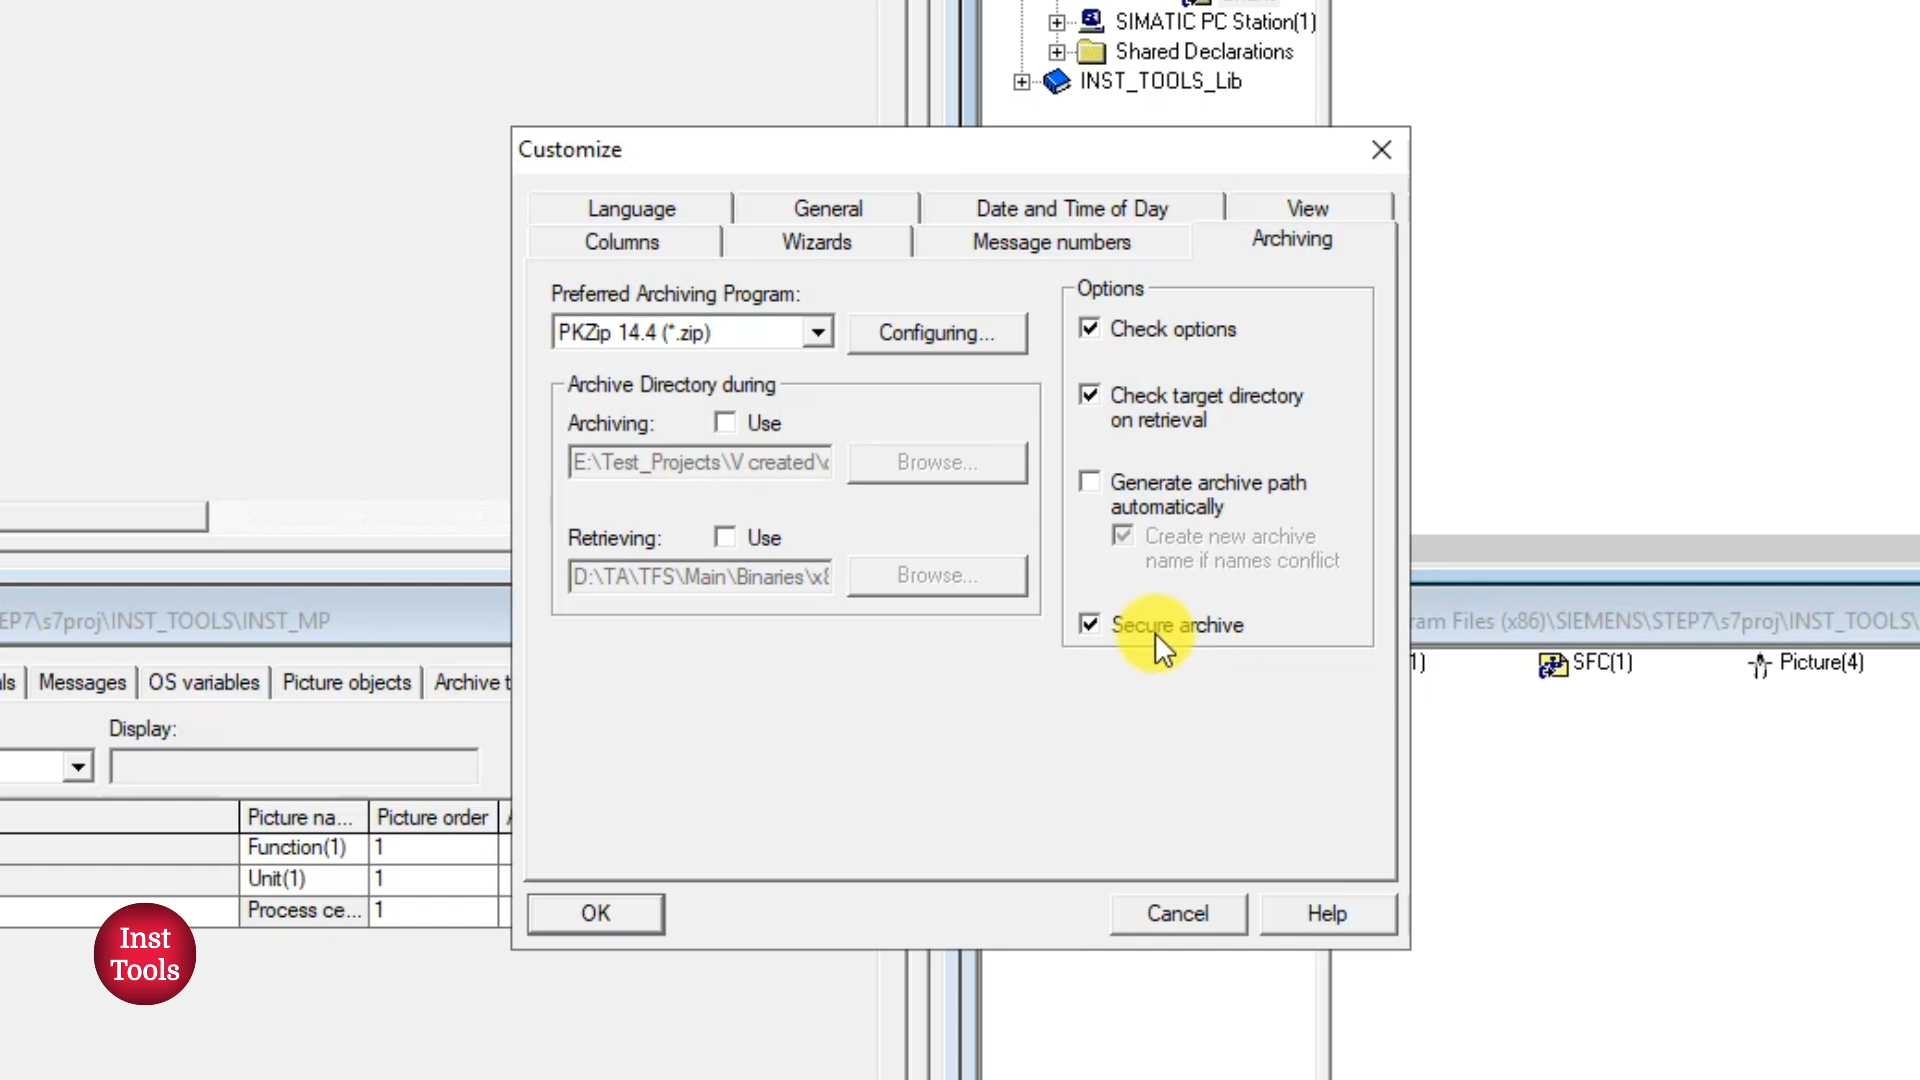 SIMATIC PC Station(1)
Shared Declarations
INST_TOOLS_Lib
Customize
Language
General
Date and Time of Day
View
Columns
Wizards
Message numbers
Archiving
Preferred Archiving Program:
PKZip 14.4 (*.zip)
Configuring...
Archive Directory during
Archiving:
Use
E:\Test_Projects\V created\
Browse...
Retrieving:
Use
D:\TA\TFS\Main\Binaries\x8
Browse...
Options
Check options
Check target directory
on retrieval
Generate archive path
automatically
Create new archive
name if names conflict
Secure archive
OK
Cancel
Help
EP7\s7proj\INST_TOOLS\INST_MP
ls
Messages
OS variables
Picture objects
Archive t
Display:
Picture na...
Picture order
Function(1)
1
Unit(1)
1
Process ce...
1
ram Files (x86)\SIEMENS\STEP7\s7proj\INST_TOOLS\
1)
SFC(1)
Picture(4)
Inst
Tools